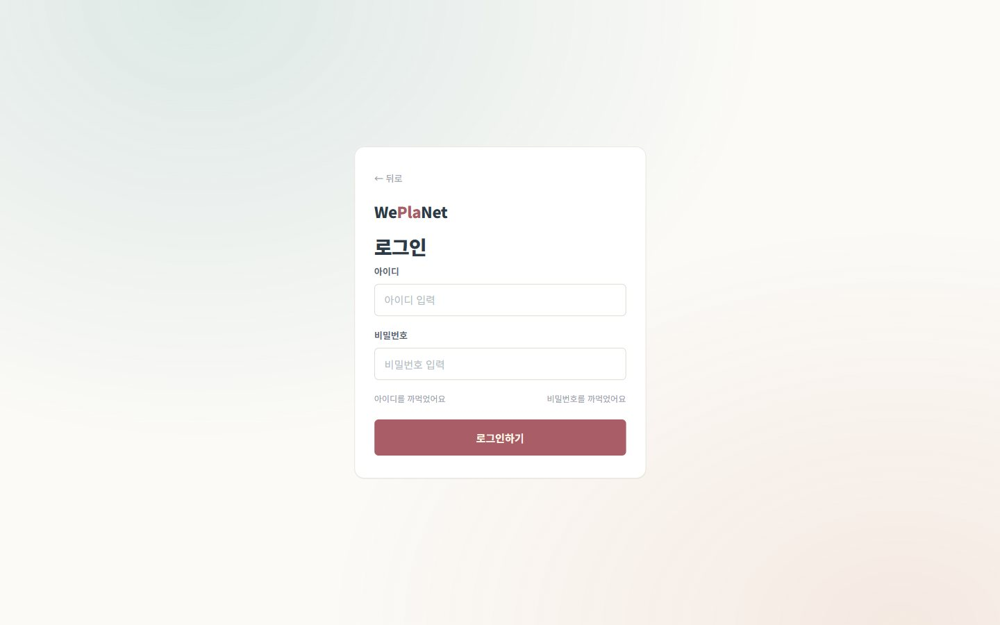 ← 뒤로
WePlaNet
로그인
아이디
아이디 입력
비밀번호
비밀번호 입력
아이디를 까먹었어요 비밀번호를 까먹었어요
로그인하기